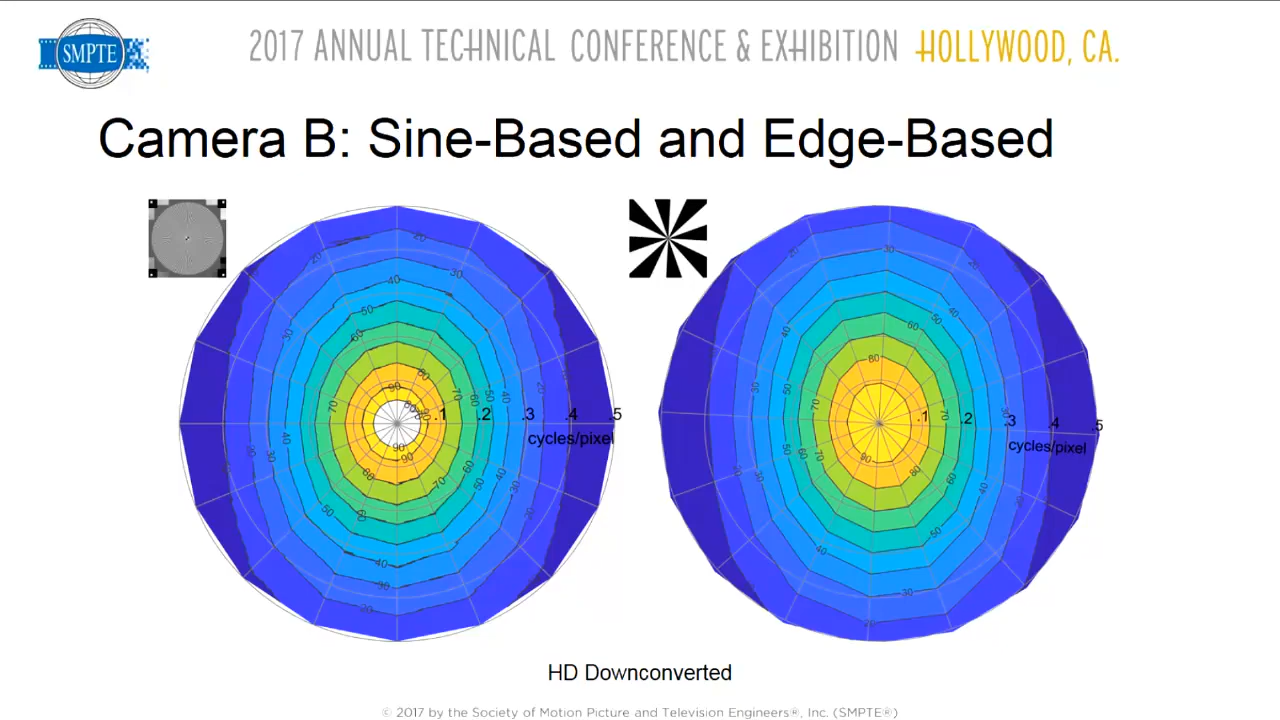 SMPTE
2017 ANNUAL TECHNICAL CONFERENCE & EXHIBITION HOLLYWOOD, CA.
Camera B: Sine-Based and Edge-Based
.1 .2 .3 .4 .5
cycles/pixel
.1 .2 .3 .4 .5
cycles/pixel
HD Downconverted
© 2017 by the Society of Motion Picture and Television Engineers®, Inc. (SMPTE®)